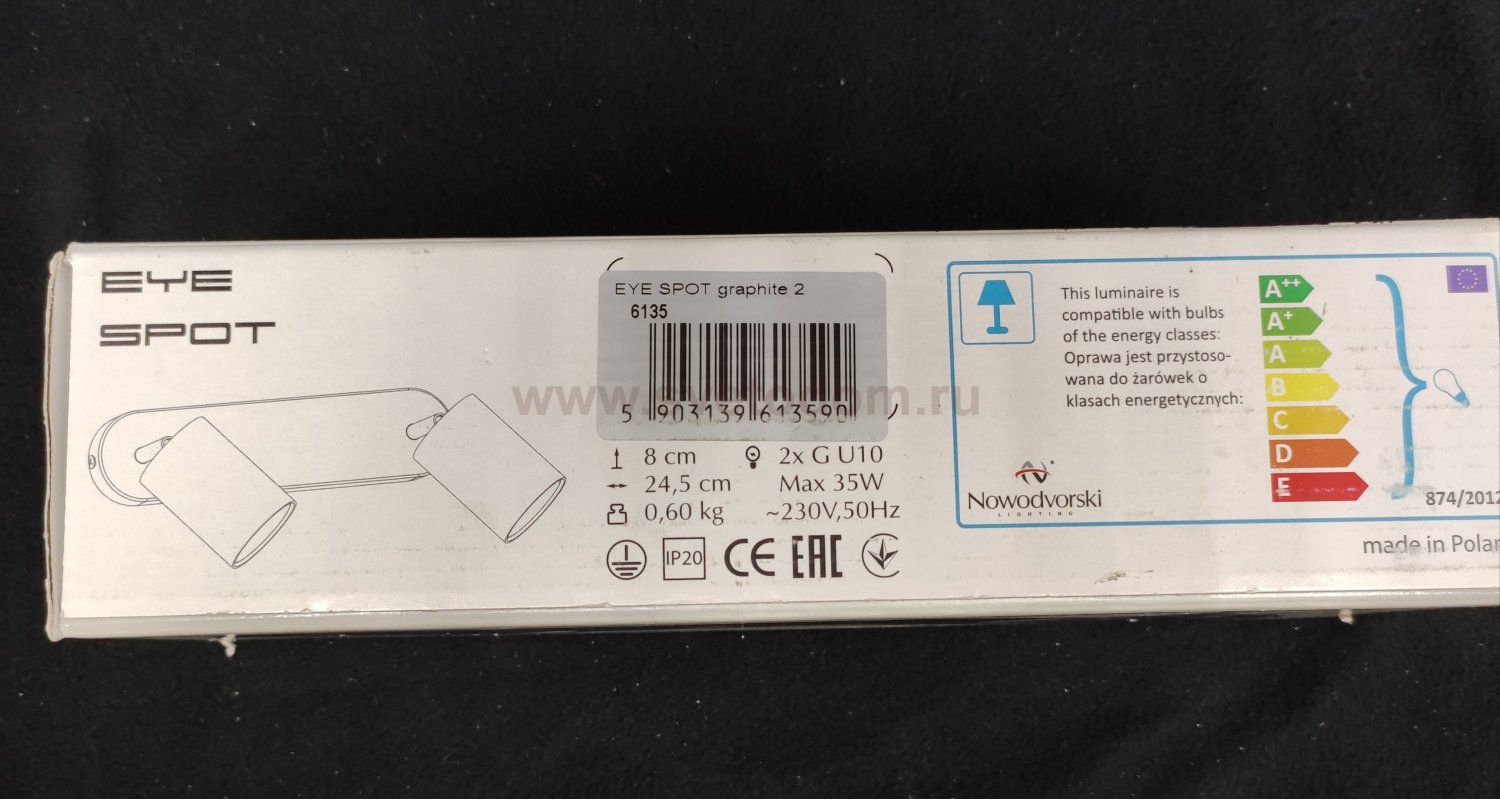 EYE
SPOT
EYE SPOT graphite 2
6135
5 903139 613590
8 cm
24,5 cm
0,60 kg
2x G U10
Max 35W
~230V,50Hz
IP20
CE EAC
This luminaire is
compatible with bulbs
of the energy classes:
Oprawa jest przystoso-
wana do żarówek o
klasach energetycznych:
A++
A+
A
B
C
D
E
Nowodvorski
LIGHTING
874/2012
made in Polan